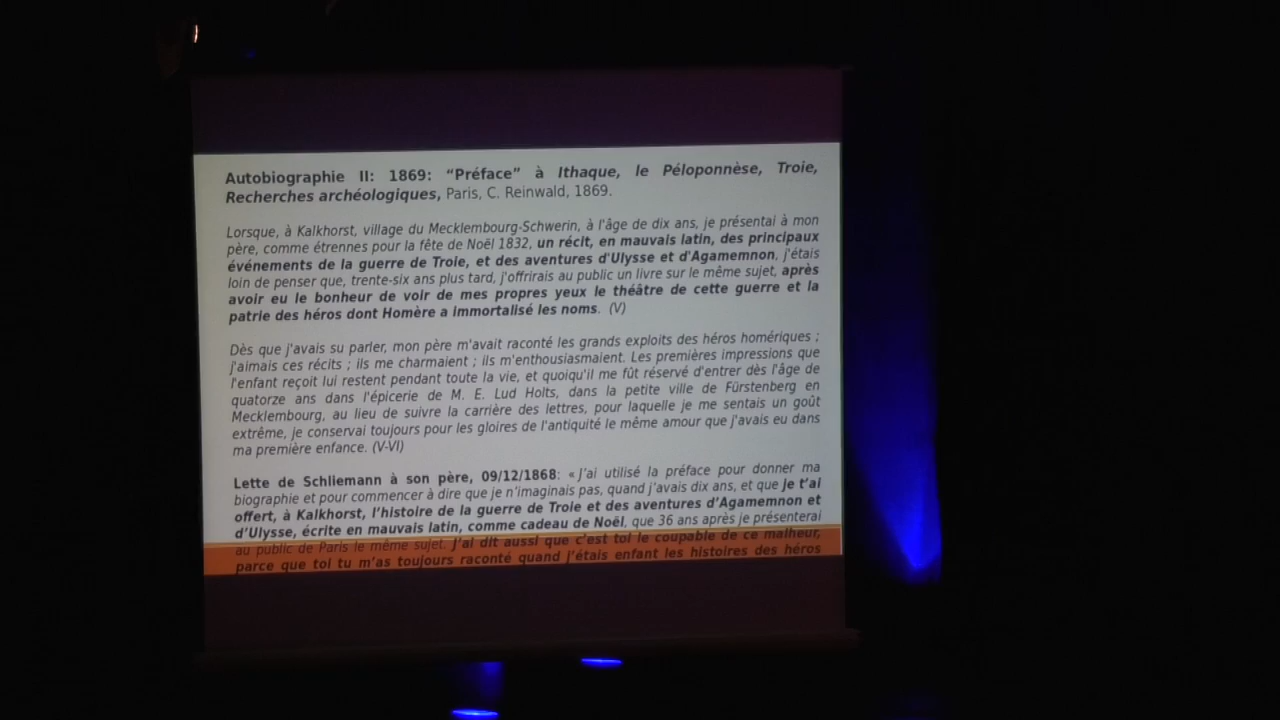 Autobiographie II: 1869: “Préface” à Ithaque, le Péloponnèse, Troie,
Recherches archéologiques, Paris, C. Reinwald, 1869.
Lorsque, à Kalkhorst, village du Mecklembourg-Schwerin, à l'âge de dix ans, je présentai à mon
père, comme étrennes pour la fête de Noël 1832, un récit, en mauvais latin, des principaux
événements de la guerre de Troie, et des aventures d'Ulysse et d'Agamemnon, j'étais
loin de penser que, trente-six ans plus tard, j'offrirais au public un livre sur le même sujet, après
avoir eu le bonheur de voir de mes propres yeux le théâtre de cette guerre et la
patrie des héros dont Homère a immortalisé les noms. (V)
Dès que j'avais su parler, mon père m'avait raconté les grands exploits des héros homériques ;
j'aimais ces récits ; ils me charmaient ; ils m'enthousiasmaient. Les premières impressions que
l'enfant reçoit lui restent pendant toute la vie, et quoiqu'il me fût réservé d'entrer dès l'âge de
quatorze ans dans l'épicerie de M. E. Lud Holts, dans la petite ville de Fürstenberg en
Mecklembourg, au lieu de suivre la carrière des lettres, pour laquelle je me sentais un goût
extrême, je conservai toujours pour les gloires de l'antiquité le même amour que j'avais eu dans
ma première enfance. (V-VI)
Lette de Schliemann à son père, 09/12/1868: « J’ai utilisé la préface pour donner ma
biographie et pour commencer à dire que je n’imaginais pas, quand j’avais dix ans, et que je t’ai
offert, à Kalkhorst, l’histoire de la guerre de Troie et des aventures d’Agamemnon et
d’Ulysse, écrite en mauvais latin, comme cadeau de Noël, que 36 ans après je présenterai
au public de Paris le même sujet. J’ai dit aussi que c’est toi le coupable de ce malheur,
parce que toi tu m’as toujours raconté quand j’étais enfant les histoires des héros